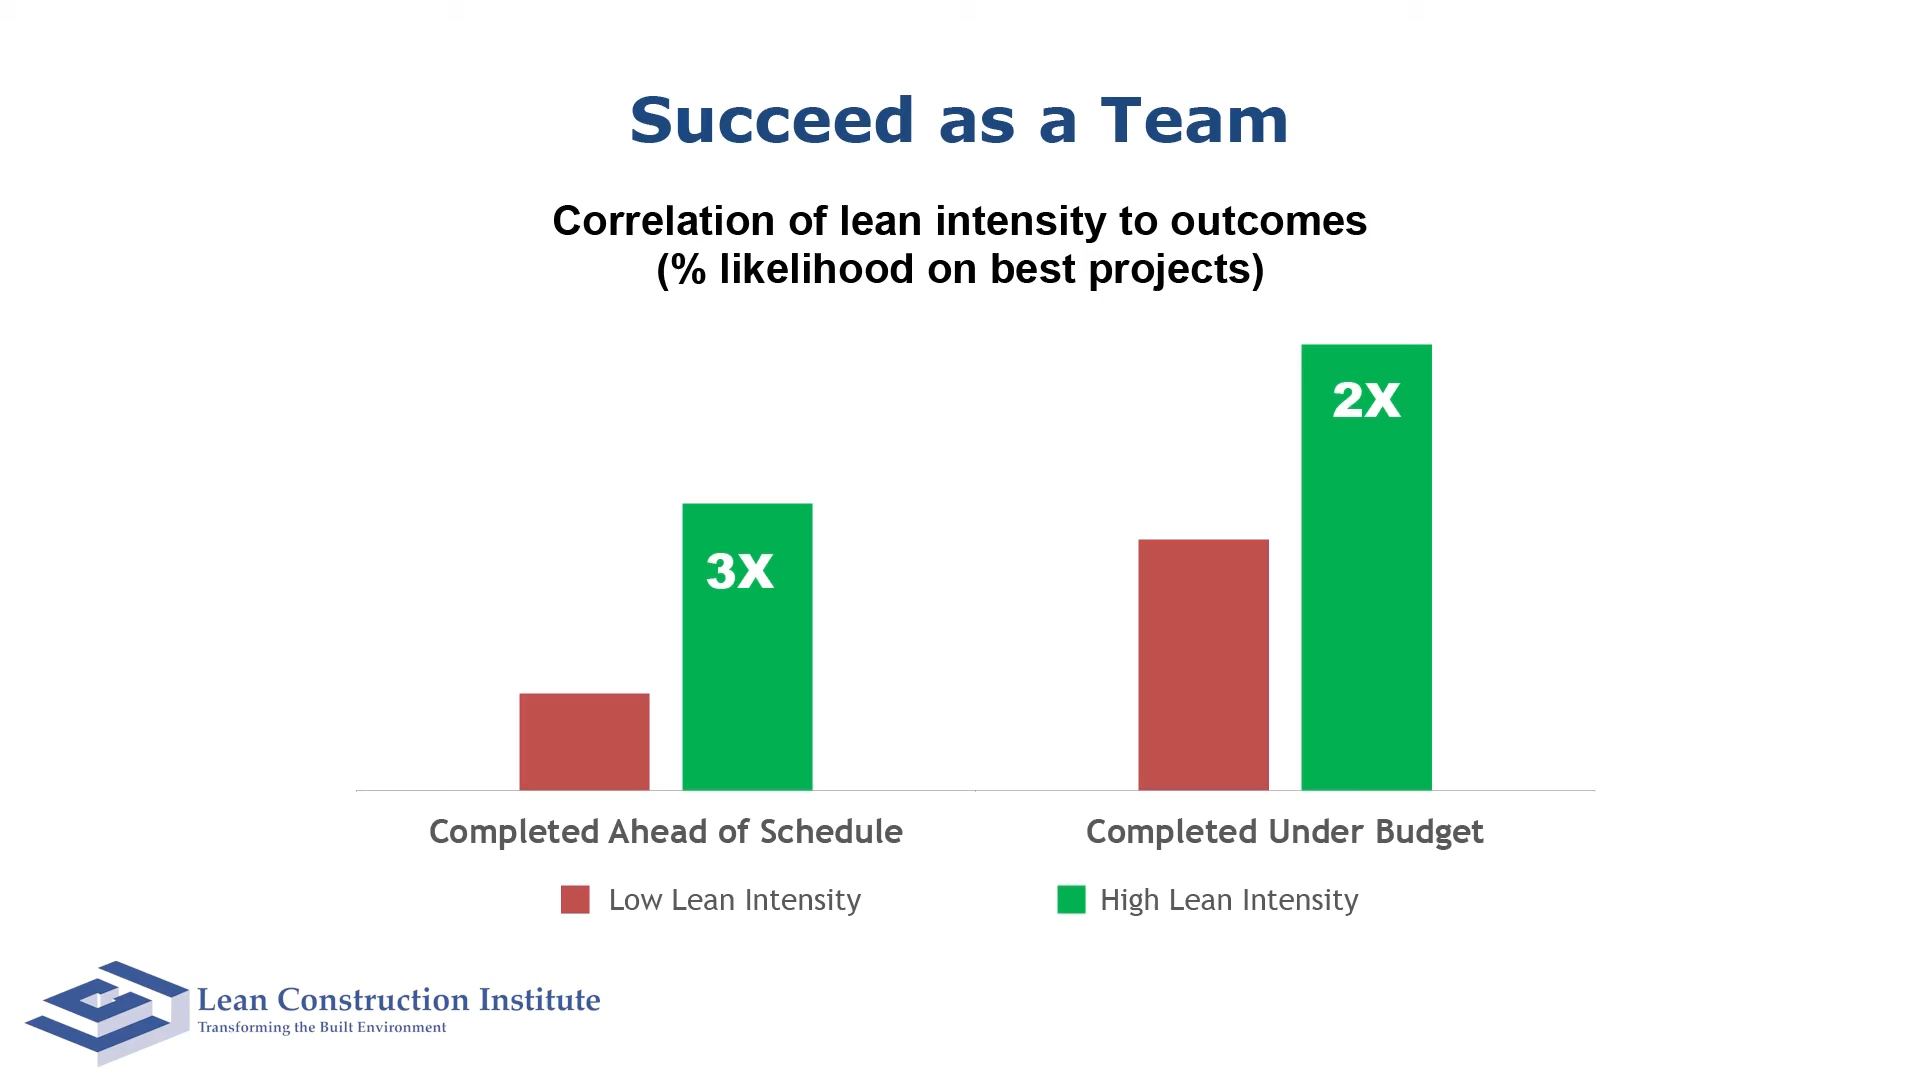 Succeed as a Team
Correlation of lean intensity to outcomes
(% likelihood on best projects)
2X
3X
Completed Ahead of Schedule
Completed Under Budget
Low Lean Intensity
High Lean Intensity
Lean Construction Institute
Transforming the Built Environment